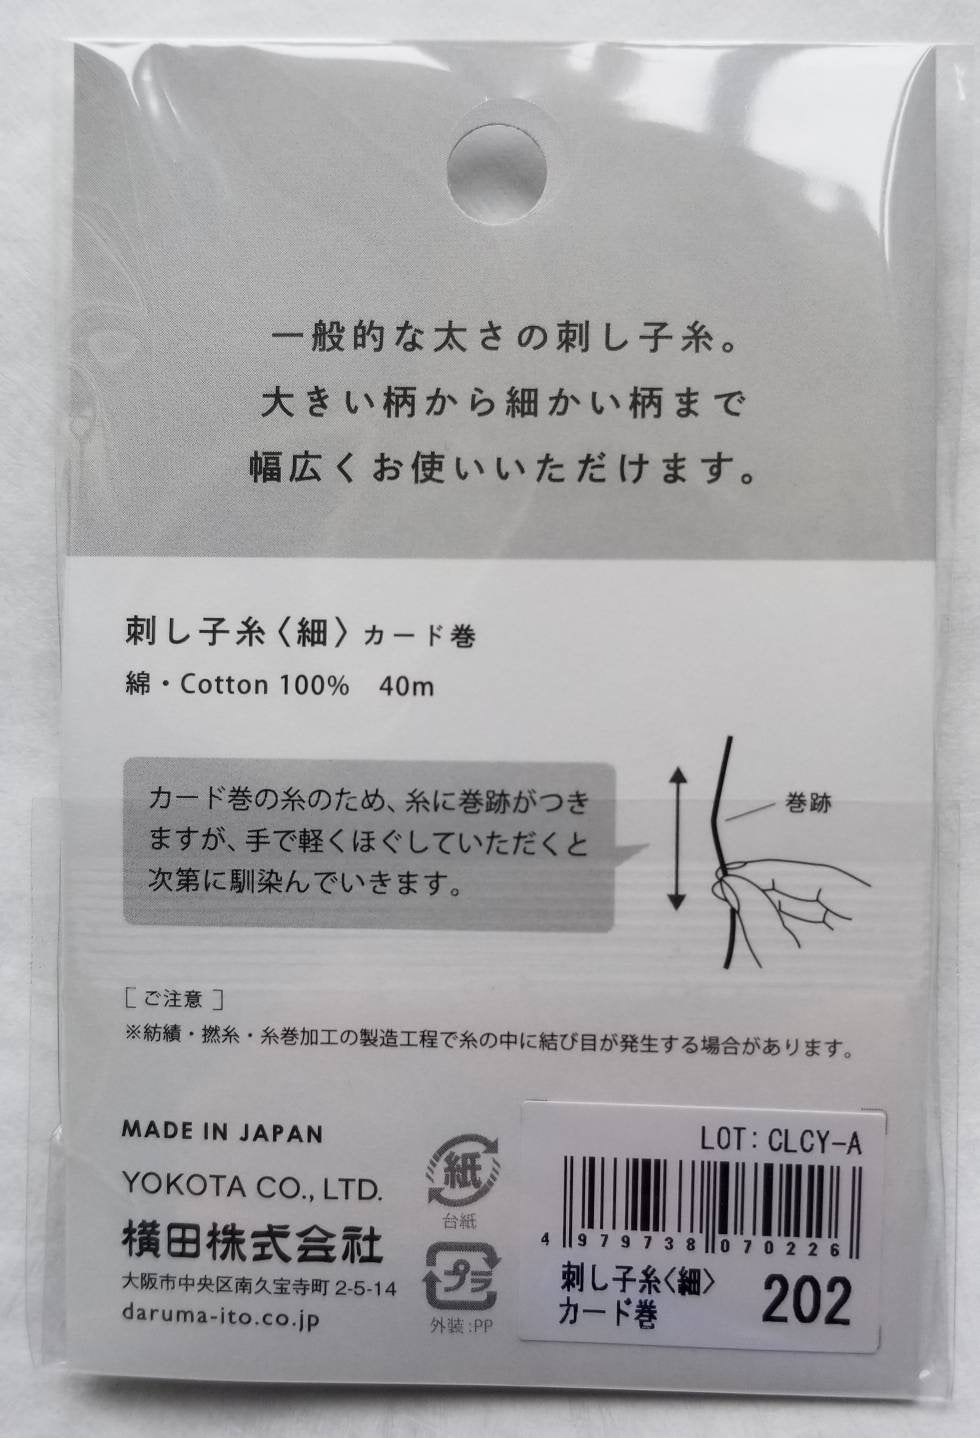 一般的な太さの刺し子糸。
大きい柄から細かい柄まで
幅広くお使いいただけます。
刺し子糸〈細〉カード巻
綿・Cotton 100% 40m
カード巻の糸のため、糸に巻跡がつき
ますが、手で軽くほぐしていただくと
次第に馴染んでいきます。
巻跡
［ご注意］
※紡績・撚糸・糸巻加工の製造工程で糸の中に結び目が発生する場合があります。
MADE IN JAPAN
YOKOTA CO., LTD.
横田株式会社
大阪市中央区南久宝寺町 2-5-14
daruma-ito.co.jp
紙
台紙
プラ
外装:PP
LOT: CLCY-A
4 979738 070226
刺し子糸〈細〉
カード巻
202